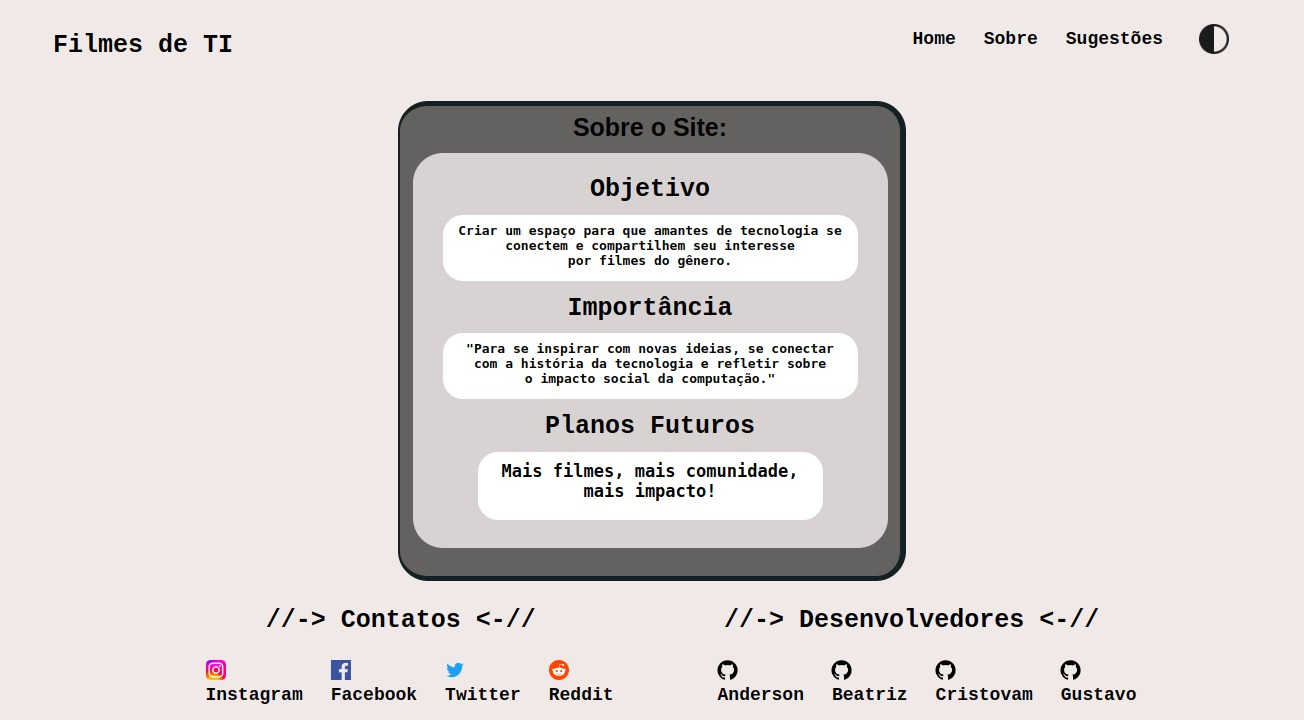 Filmes de TI
Home Sobre Sugestões
Sobre o Site:
Objetivo
Criar um espaço para que amantes de tecnologia se
conectem e compartilhem seu interesse
por filmes do gênero.
Importância
"Para se inspirar com novas ideias, se conectar
com a história da tecnologia e refletir sobre
o impacto social da computação."
Planos Futuros
Mais filmes, mais comunidade,
mais impacto!
//-> Contatos <-//
Instagram Facebook Twitter Reddit
//-> Desenvolvedores <-//
Anderson Beatriz Cristovam Gustavo